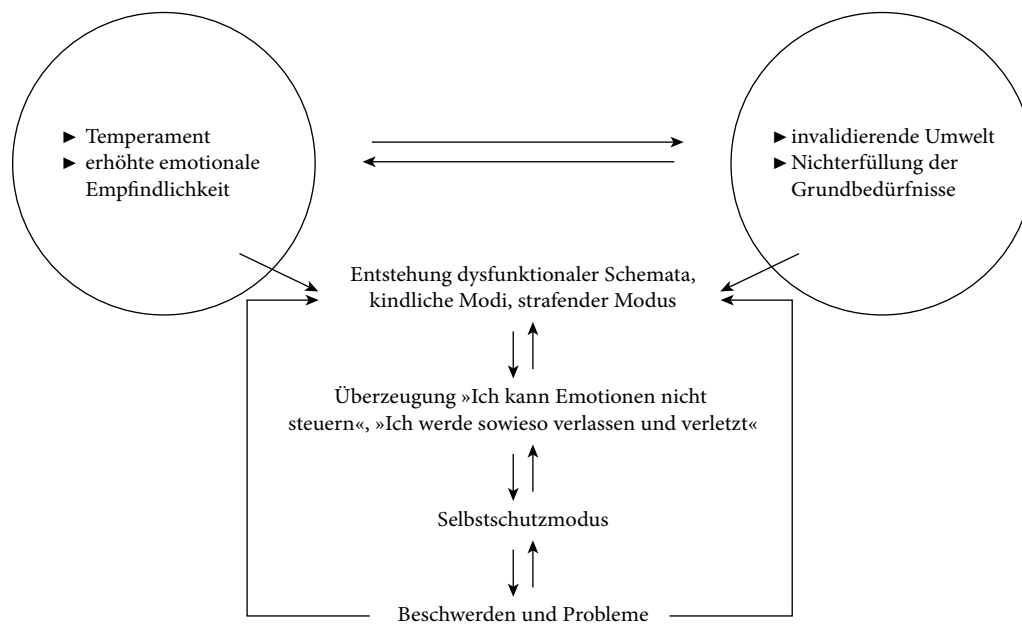 ► Temperament
► erhöhte emotionale
Empfindlichkeit
► invalidierende Umwelt
► Nichterfüllung der
Grundbedürfnisse
Entstehung dysfunktionaler Schemata,
kindliche Modi, strafender Modus
Überzeugung »Ich kann Emotionen nicht
steuern«, »Ich werde sowieso verlassen und verletzt«
Selbstschutzmodus
Beschwerden und Probleme